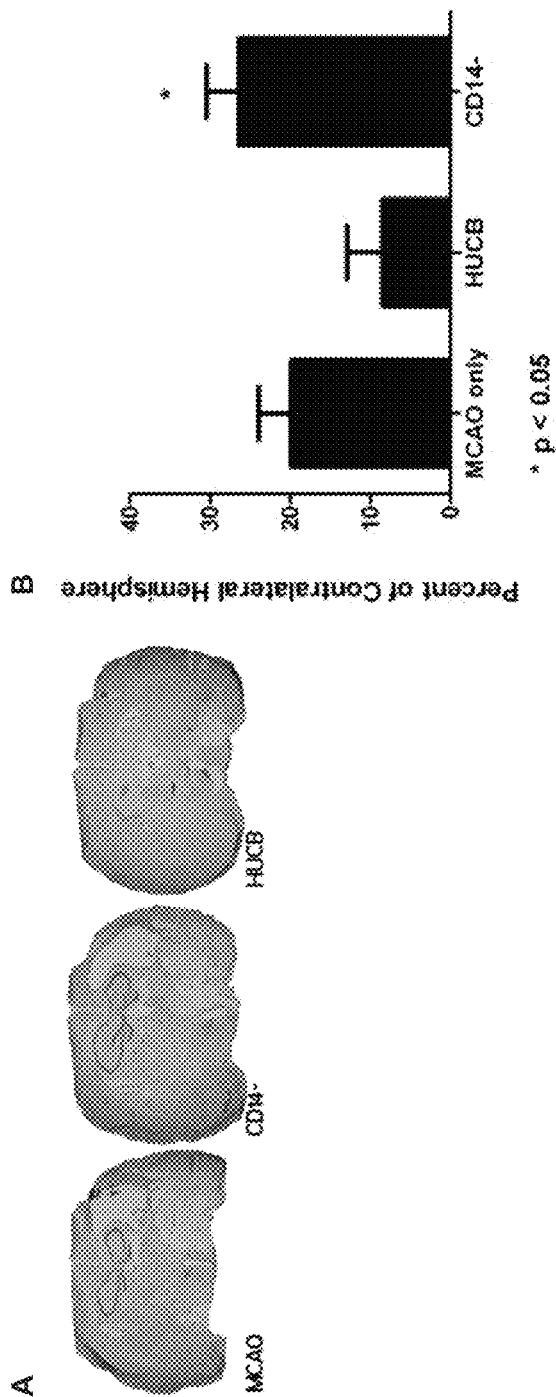 A
MCAO
CD14-
HUCB
B
Percent of Contralateral Hemisphere
40
30
20
10
0
*
MCAO only
HUCB
CD14-
* p < 0.05